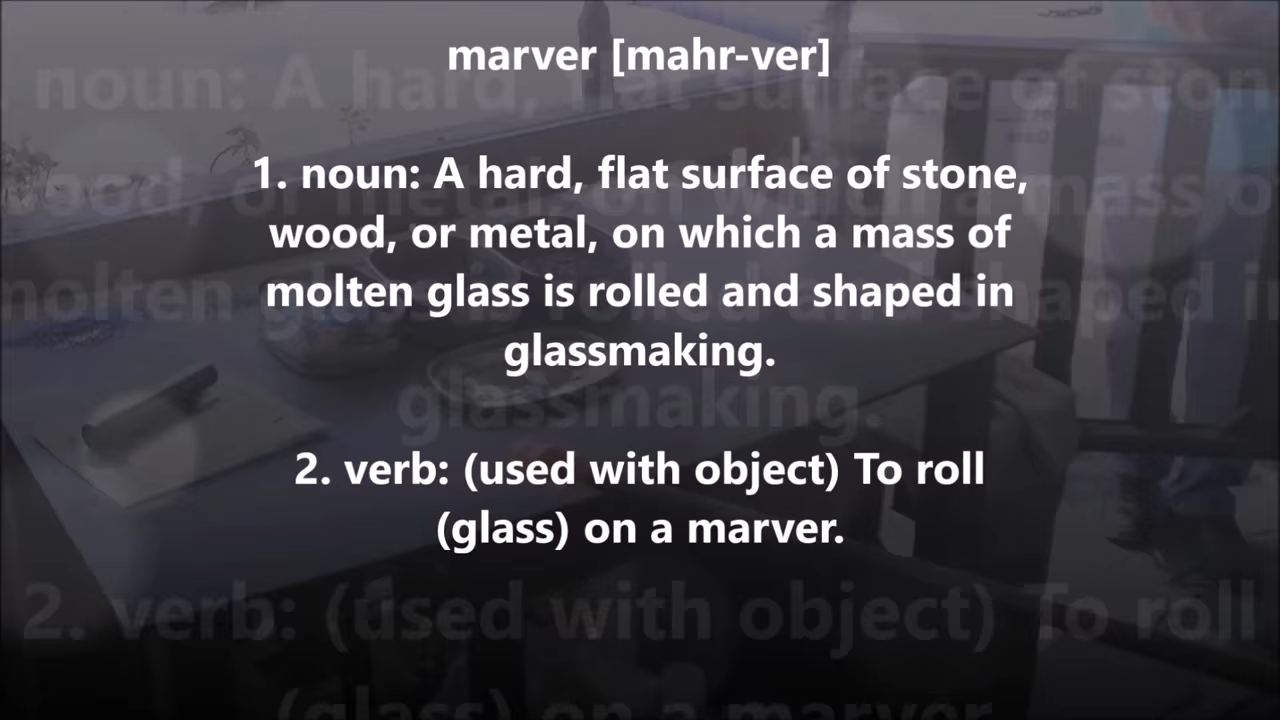 marver [mahr-ver]
1. noun: A hard, flat surface of stone,
wood, or metal, on which a mass of
molten glass is rolled and shaped in
glassmaking.
2. verb: (used with object) To roll
(glass) on a marver.